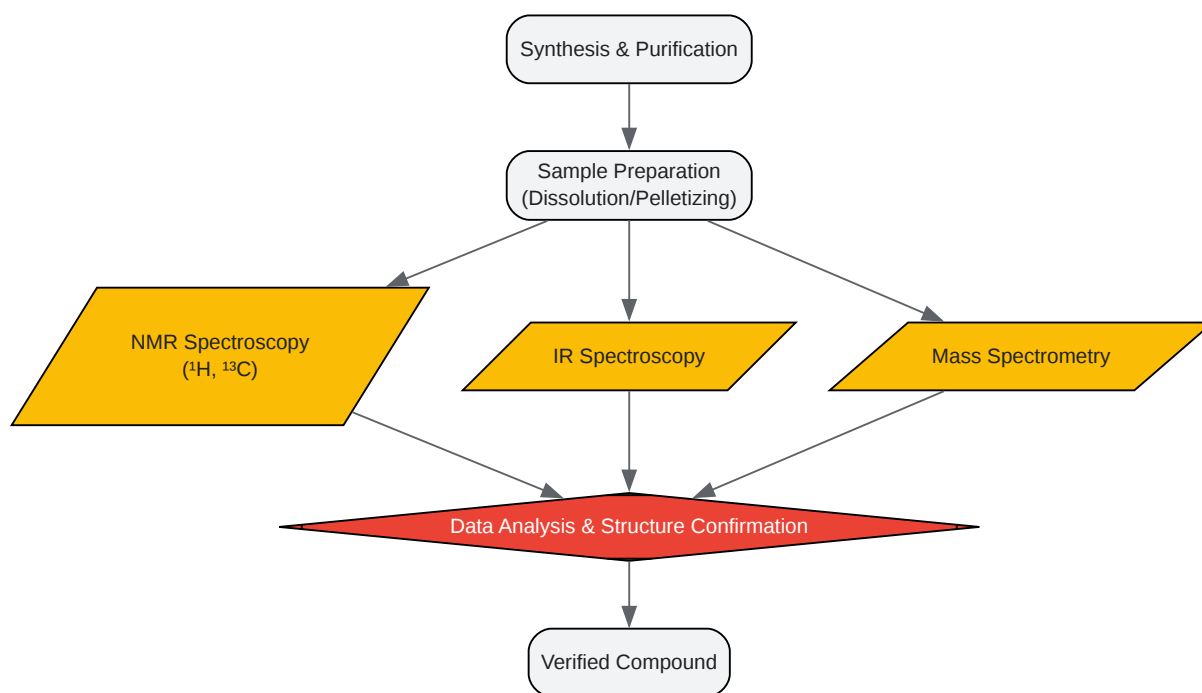 Synthesis & Purification
Sample Preparation
(Dissolution/Pelletizing)
NMR Spectroscopy
(¹H, ¹³C)
IR Spectroscopy
Mass Spectrometry
Data Analysis & Structure Confirmation
Verified Compound